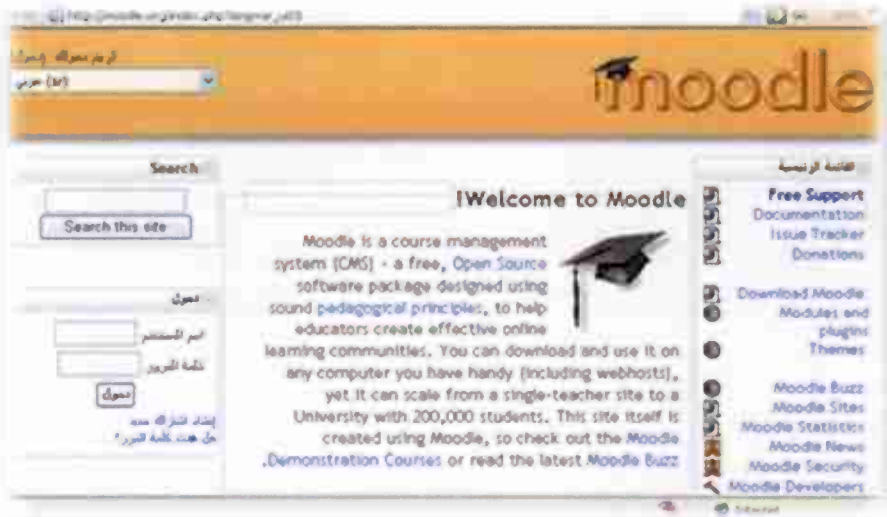 moodle
عربي (ar)
Search
Search this site
دخول
اسم المستخدم
كلمة المرور
دخول
!Welcome to Moodle
Moodle is a course management
system (CMS) - a free, Open Source
software package designed using
sound pedagogical principles, to help
educators create effective online
learning communities. You can download and use it on
any computer you have handy (including webhosts),
yet it can scale from a single-teacher site to a
University with 200,000 students. This site itself is
created using Moodle, so check out the Moodle
.Demonstration Courses or read the latest Moodle Buzz
القائمة الرئيسية
Free Support
Documentation
Issue Tracker
Donations
Download Moodle
Modules and
plugins
Themes
Moodle Buzz
Moodle Sites
Moodle Statistics
Moodle News
Moodle Security
Moodle Developers
Internet